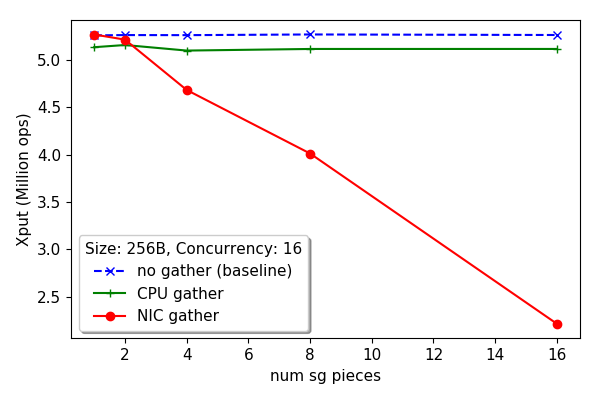 5.0
4.5
4.0
3.5
3.0
2.5
Xput (Million ops)
Size: 256B, Concurrency: 16
no gather (baseline)
CPU gather
NIC gather
2 4 6 8 10 12 14 16
num sg pieces